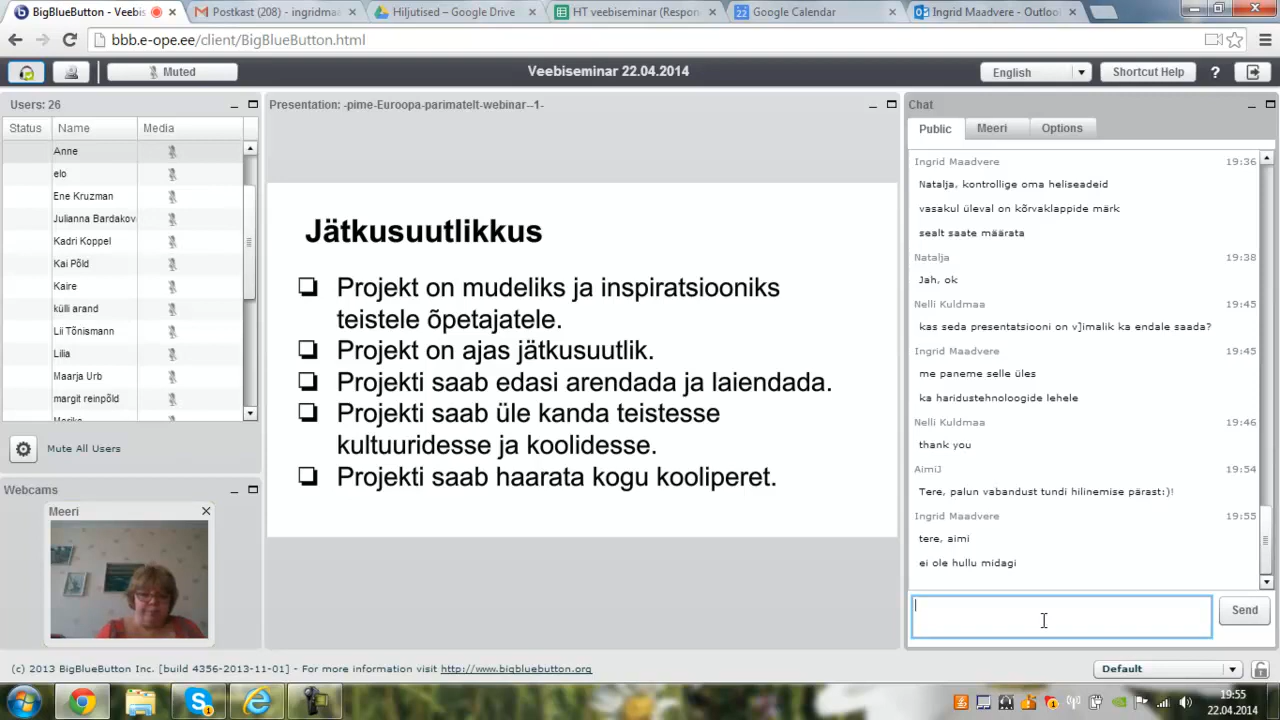 BigBlueButton - Veebis
Postkast (208) - ingridma
Hiljutised – Google Drive
HT veebiseminar (Respon
Google Calendar
Ingrid Maadvere - Outloo
bbb.e-ope.ee/client/BigBlueButton.html
Muted
Veebiseminar 22.04.2014
English
Shortcut Help
?
Users: 26
Status Name Media
Anne
elo
Ene Kruzman
Julianna Bardakov
Kadri Koppel
Kai Põld
Kaire
külli arand
Lii Tõnismann
Lilia
Maarja Urb
margit reinpõld
Marika
Mute All Users
Webcams
Meeri
Presentation: -pime-Euroopa-parimatelt-webinar--1-
Jätkusuutlikkus
❏ Projekt on mudeliks ja inspiratsiooniks
teistele õpetajatele.
❏ Projekt on ajas jätkusuutlik.
❏ Projekti saab edasi arendada ja laiendada.
❏ Projekti saab üle kanda teistesse
kultuuridesse ja koolidesse.
❏ Projekti saab haarata kogu kooliperet.
Chat
Public Meeri Options
Ingrid Maadvere 19:36
Natalja, kontrollige oma heliseadeid
vasakul üleval on kõrvaklappide märk
sealt saate määrata
Natalja 19:38
Jah, ok
Nelli Kuldmaa 19:45
kas seda presentatsiooni on v]imalik ka endale saada?
Ingrid Maadvere 19:45
me paneme selle üles
ka haridustehnoloogide lehele
Nelli Kuldmaa 19:46
thank you
AimiJ 19:54
Tere, palun vabandust tundi hilinemise pärast:)!
Ingrid Maadvere 19:55
tere, aimi
ei ole hullu midagi
Send
(c) 2013 BigBlueButton Inc. [build 4356-2013-11-01] - For more information visit http://www.bigbluebutton.org
Default
19:55
22.04.2014